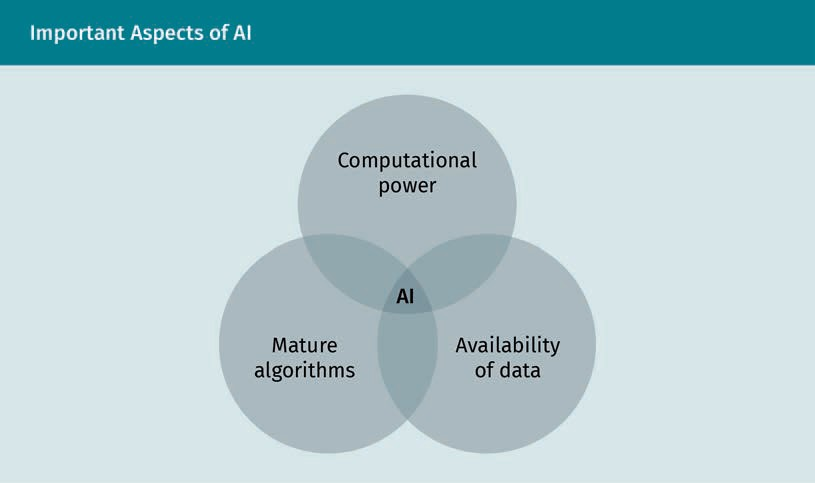 Important Aspects of AI
Computational
power
AI
Mature
algorithms
Availability
of data